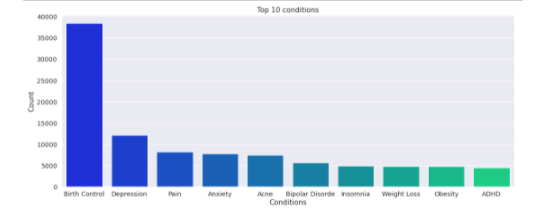 Top 10 conditions
40000
35000
30000
25000
20000
15000
10000
5000
0
Count
Birth Control Depression Pain Anxiety Acne Bipolar Disorde Insomnia Weight Loss Obesity ADHD
Conditions